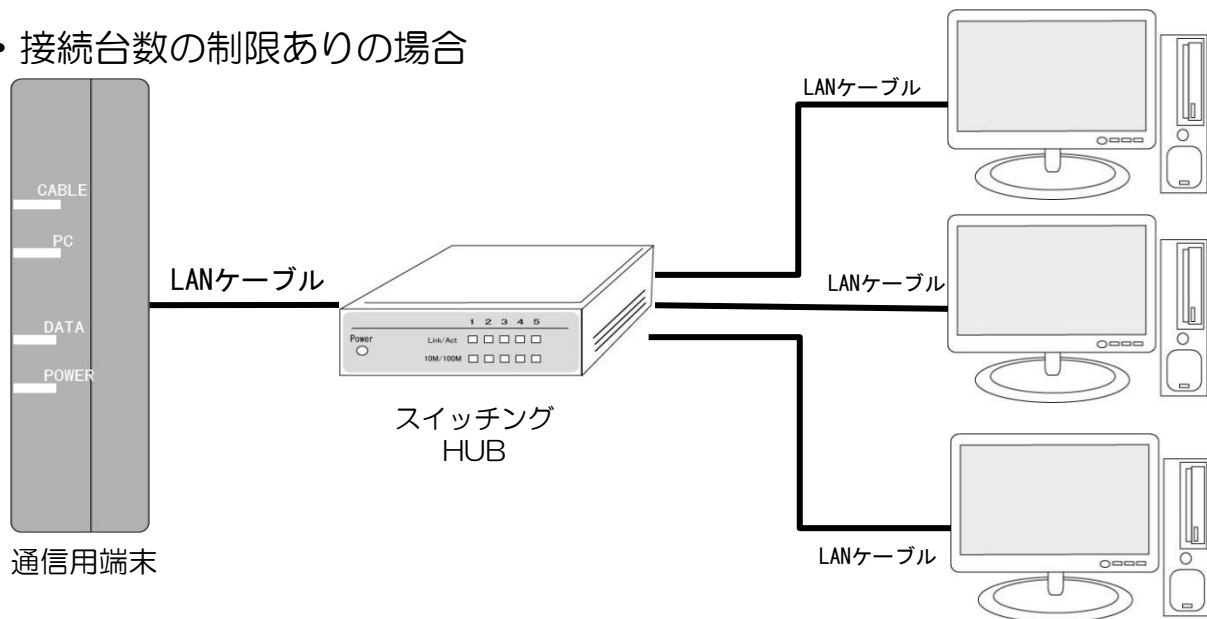 ・接続台数の制限ありの場合
CABLE
PC
DATA
POWER
通信用端末
LANケーブル
1 2 3 4 5
Power
Link/Act
10M/100M
スイッチング
HUB
LANケーブル
LANケーブル
LANケーブル